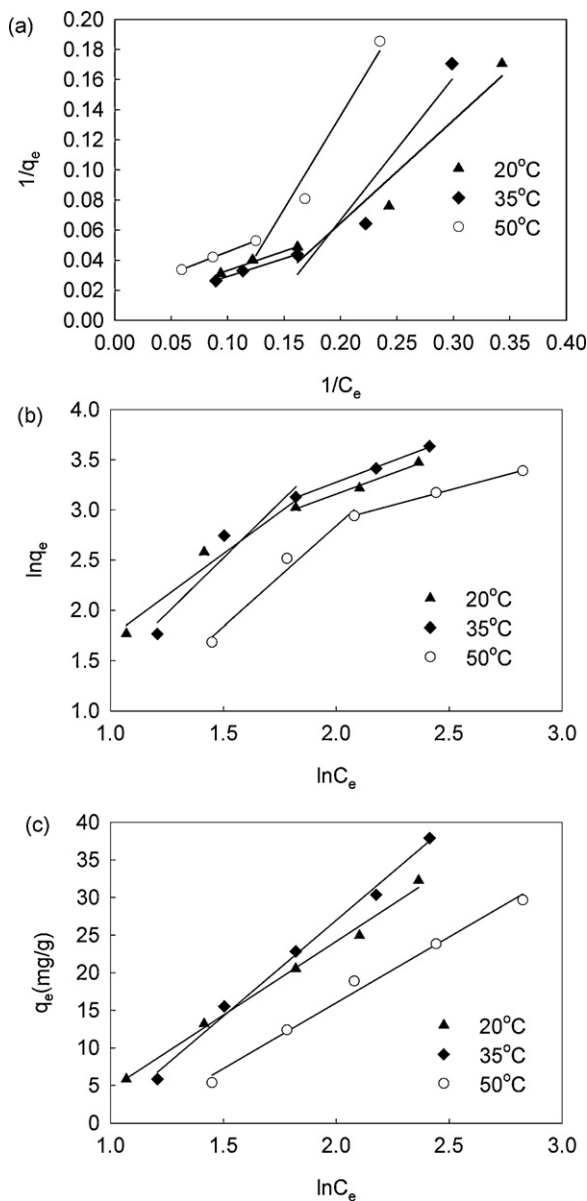 (a)
0.20
0.18
0.16
0.14
0.12
0.10
0.08
0.06
0.04
0.02
0.00
1/qe
20°C
35°C
50°C
0.00 0.05 0.10 0.15 0.20 0.25 0.30 0.35 0.40
1/Ce
(b)
4.0
3.5
3.0
2.5
2.0
1.5
1.0
lnqe
20°C
35°C
50°C
1.0 1.5 2.0 2.5 3.0
lnCe
(c)
40
35
30
25
20
15
10
5
0
qe(mg/g)
20°C
35°C
50°C
1.0 1.5 2.0 2.5 3.0
lnCe